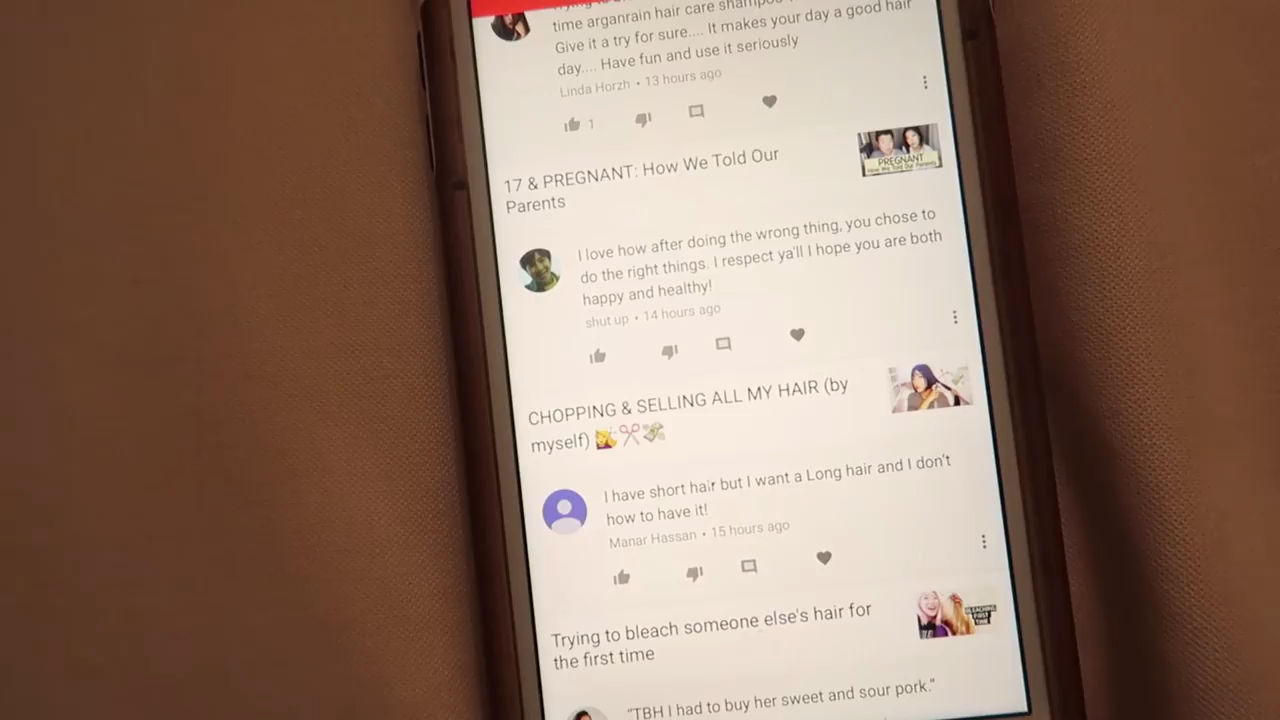 time arganrain hair care shampoo
Give it a try for sure.... It makes your day a good hair
day.... Have fun and use it seriously
Linda Horzh • 13 hours ago
1
17 & PREGNANT: How We Told Our
Parents
PREGNANT
How We Told Our Parents
I love how after doing the wrong thing, you chose to
do the right things. I respect ya'll I hope you are both
happy and healthy!
shut up • 14 hours ago
CHOPPING & SELLING ALL MY HAIR (by
myself)
I have short hair but I want a Long hair and I don't
how to have it!
Manar Hassan • 15 hours ago
Trying to bleach someone else's hair for
the first time
BLEACHING
FIRST
TIME
"TBH I had to buy her sweet and sour pork."